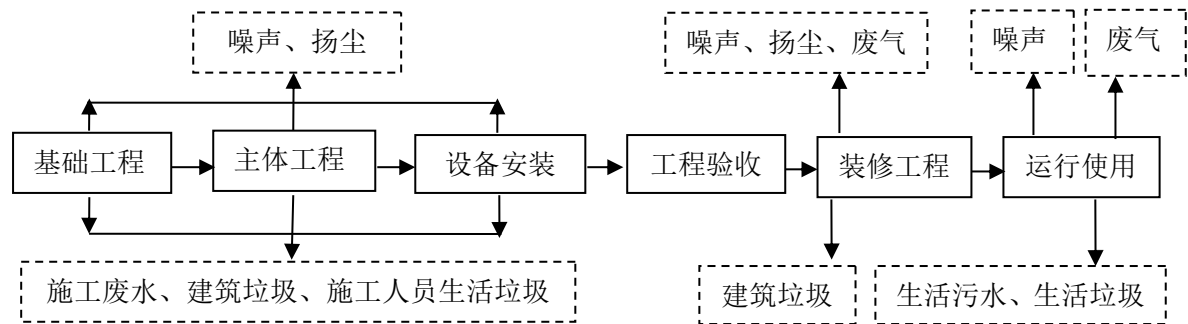 噪声、扬尘
噪声、扬尘、废气
噪声
废气
基础工程
主体工程
设备安装
工程验收
装修工程
运行使用
施工废水、建筑垃圾、施工人员生活垃圾
建筑垃圾
生活污水、生活垃圾